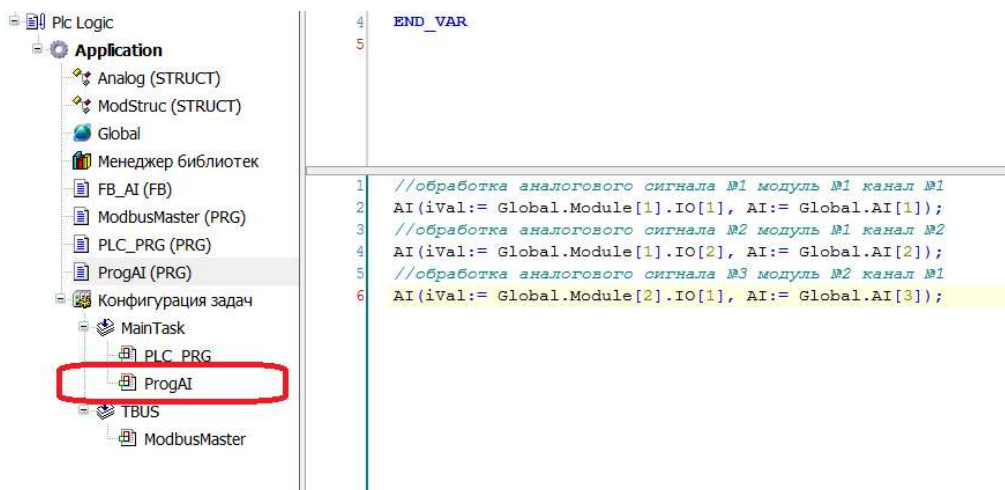 Plc Logic
Application
Analog (STRUCT)
ModStruc (STRUCT)
Global
Менеджер библиотек
FB_AI (FB)
ModbusMaster (PRG)
PLC_PRG (PRG)
ProgAI (PRG)
Конфигурация задач
MainTask
PLC_PRG
ProgAI
TBUS
ModbusMaster
4 END_VAR
5
1 //обработка аналогового сигнала №1 модуль №1 канал №1
2 AI(iVal:= Global.Module[1].IO[1], AI:= Global.AI[1]);
3 //обработка аналогового сигнала №2 модуль №1 канал №2
4 AI(iVal:= Global.Module[1].IO[2], AI:= Global.AI[2]);
5 //обработка аналогового сигнала №3 модуль №2 канал №1
6 AI(iVal:= Global.Module[2].IO[1], AI:= Global.AI[3]);